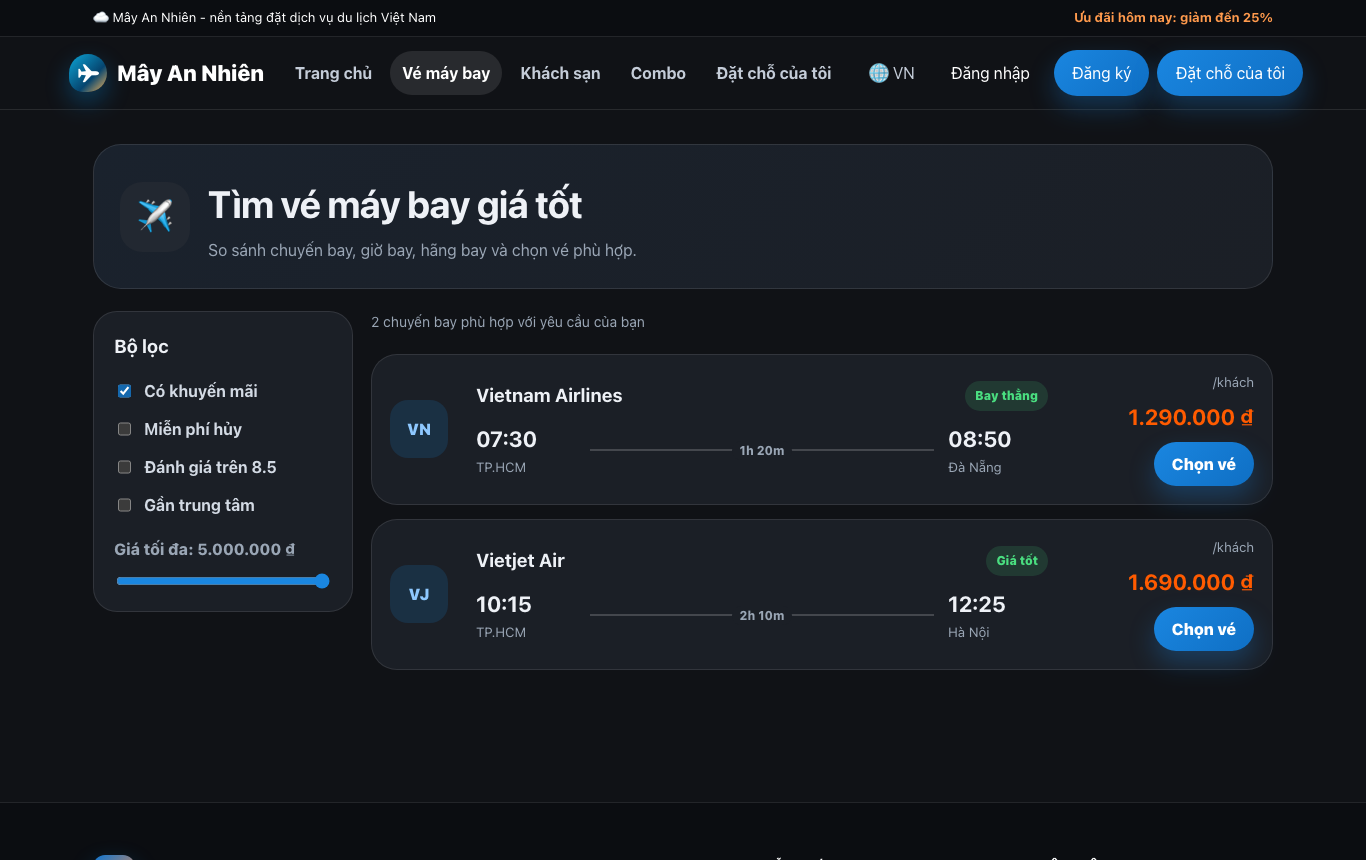 Mây An Nhiên - nền tảng đặt dịch vụ du lịch Việt Nam
Ưu đãi hôm nay: giảm đến 25%
Mây An Nhiên
Trang chủ
Vé máy bay
Khách sạn
Combo
Đặt chỗ của tôi
VN
Đăng nhập
Đăng ký
Đặt chỗ của tôi
Tìm vé máy bay giá tốt
So sánh chuyến bay, giờ bay, hãng bay và chọn vé phù hợp.
Bộ lọc
Có khuyến mãi
Miễn phí hủy
Đánh giá trên 8.5
Gần trung tâm
Giá tối đa: 5.000.000 ₫
2 chuyến bay phù hợp với yêu cầu của bạn
VN
Vietnam Airlines
Bay thẳng
07:30
TP.HCM
1h 20m
08:50
Đà Nẵng
/khách
1.290.000 ₫
Chọn vé
VJ
Vietjet Air
Giá tốt
10:15
TP.HCM
2h 10m
12:25
Hà Nội
/khách
1.690.000 ₫
Chọn vé